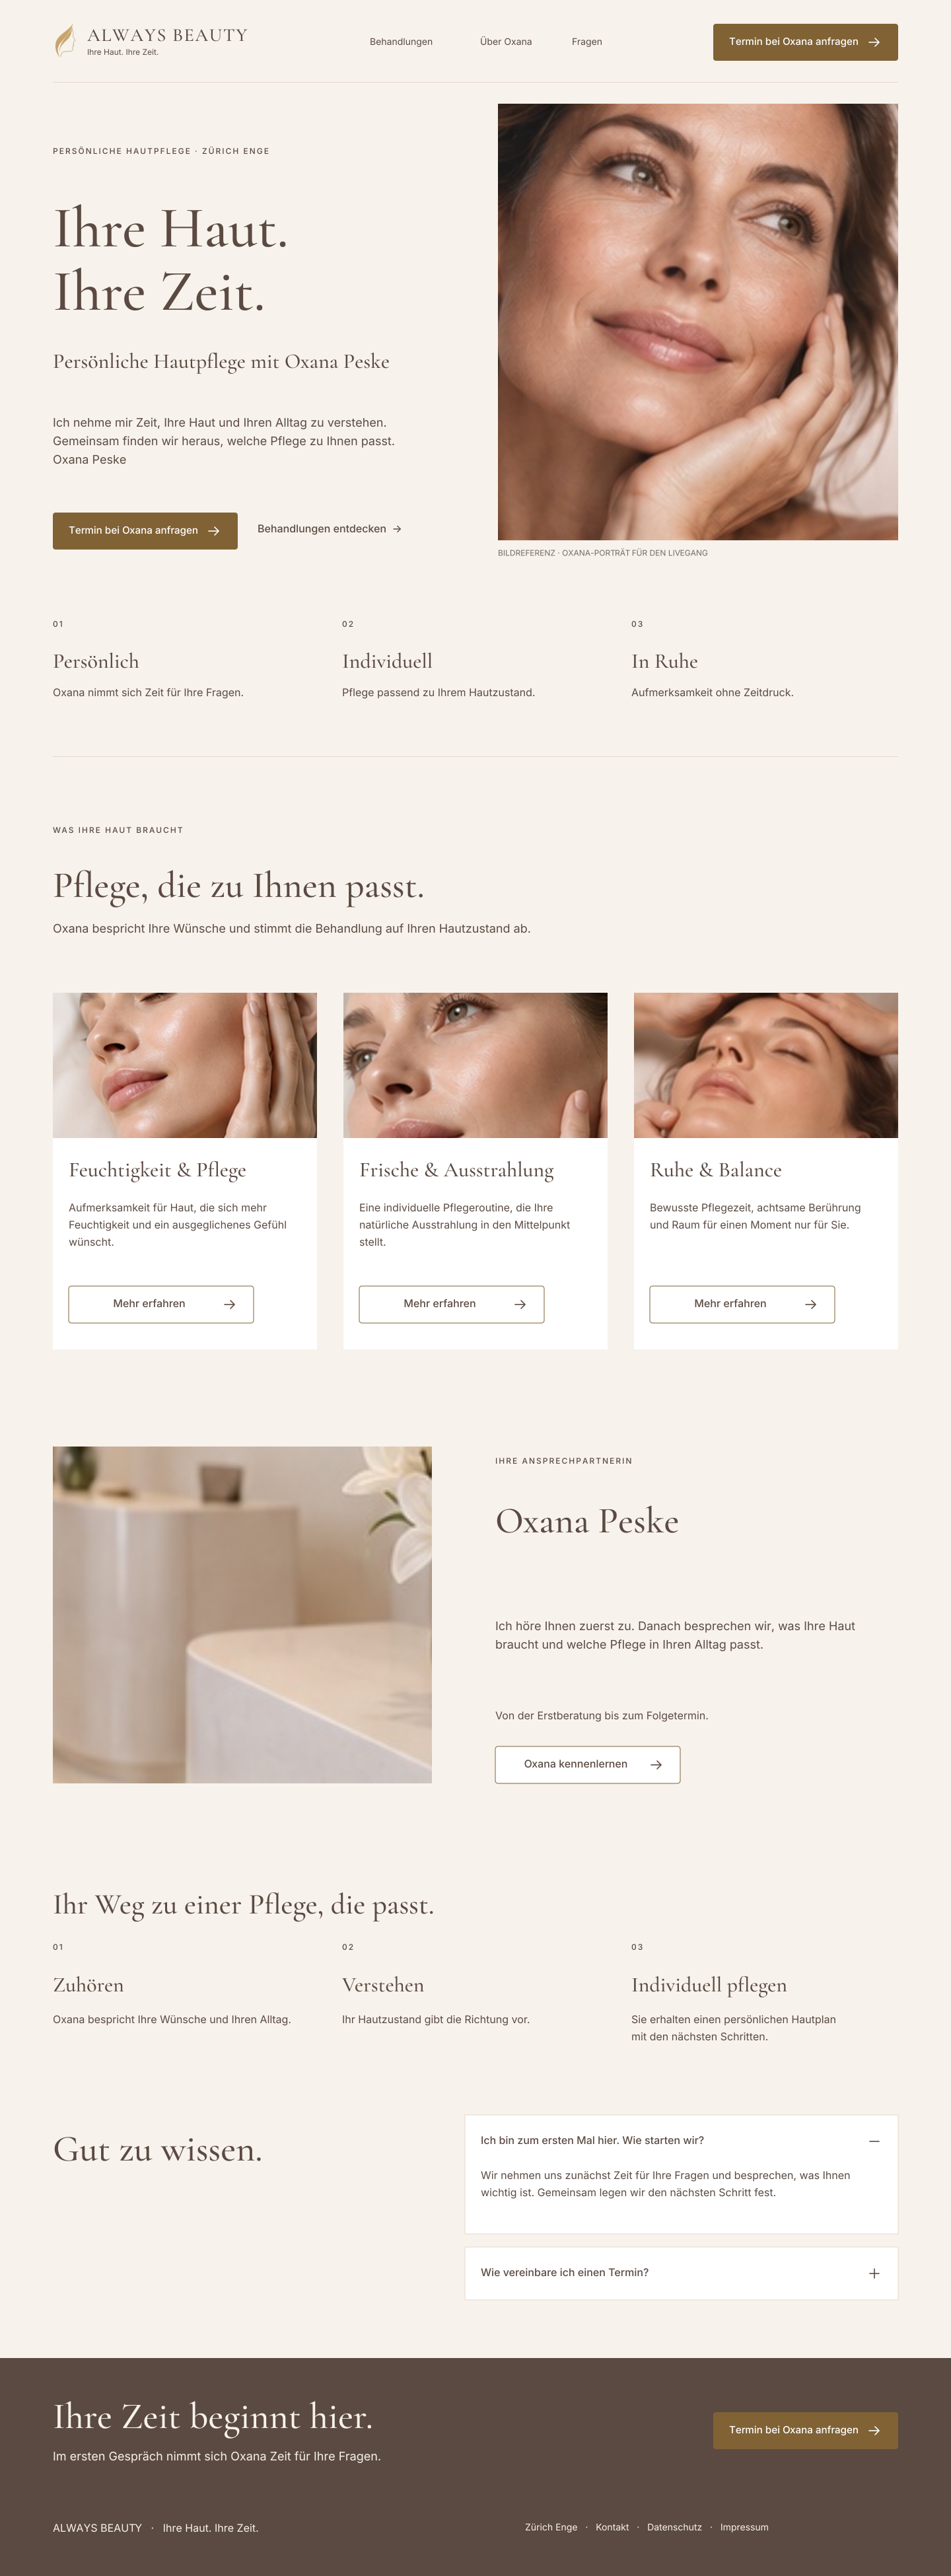 ALWAYS BEAUTY
Ihre Haut. Ihre Zeit.
Behandlungen
Über Oxana
Fragen
Termin bei Oxana anfragen
PERSÖNLICHE HAUTPFLEGE · ZÜRICH ENGE
Ihre Haut.
Ihre Zeit.
Persönliche Hautpflege mit Oxana Peske
Ich nehme mir Zeit, Ihre Haut und Ihren Alltag zu verstehen.
Gemeinsam finden wir heraus, welche Pflege zu Ihnen passt.
Oxana Peske
Termin bei Oxana anfragen →
Behandlungen entdecken →
BILDREFERENZ · OXANA-PORTRÄT FÜR DEN LIVEGANG
01
Persönlich
Oxana nimmt sich Zeit für Ihre Fragen.
02
Individuell
Pflege passend zu Ihrem Hautzustand.
03
In Ruhe
Aufmerksamkeit ohne Zeitdruck.
WAS IHRE HAUT BRAUCHT
Pflege, die zu Ihnen passt.
Oxana bespricht Ihre Wünsche und stimmt die Behandlung auf Ihren Hautzustand ab.
Feuchtigkeit & Pflege
Aufmerksamkeit für Haut, die sich mehr
Feuchtigkeit und ein ausgeglichenes Gefühl
wünscht.
Mehr erfahren →
Frische & Ausstrahlung
Eine individuelle Pflegeroutine, die Ihre
natürliche Ausstrahlung in den Mittelpunkt
stellt.
Mehr erfahren →
Ruhe & Balance
Bewusste Pflegezeit, achtsame Berührung
und Raum für einen Moment nur für Sie.
Mehr erfahren →
IHRE ANSPRECHPARTNERIN
Oxana Peske
Ich höre Ihnen zuerst zu. Danach besprechen wir, was Ihre Haut
braucht und welche Pflege in Ihren Alltag passt.
Von der Erstberatung bis zum Folgetermin.
Oxana kennenlernen →
Ihr Weg zu einer Pflege, die passt.
01
Zuhören
Oxana bespricht Ihre Wünsche und Ihren Alltag.
02
Verstehen
Ihr Hautzustand gibt die Richtung vor.
03
Individuell pflegen
Sie erhalten einen persönlichen Hautplan
mit den nächsten Schritten.
Gut zu wissen.
Ich bin zum ersten Mal hier. Wie starten wir?
Wir nehmen uns zunächst Zeit für Ihre Fragen und besprechen, was Ihnen
wichtig ist. Gemeinsam legen wir den nächsten Schritt fest.
Wie vereinbare ich einen Termin?
Ihre Zeit beginnt hier.
Im ersten Gespräch nimmt sich Oxana Zeit für Ihre Fragen.
Termin bei Oxana anfragen →
ALWAYS BEAUTY · Ihre Haut. Ihre Zeit.
Zürich Enge · Kontakt · Datenschutz · Impressum